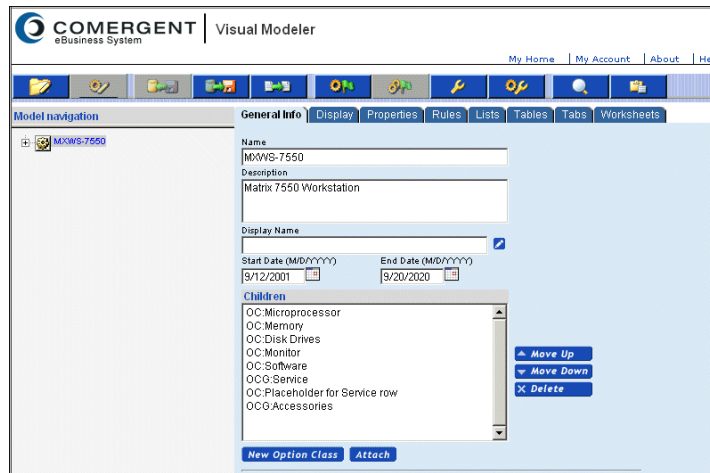 COMERGENT
eBusiness System
Visual Modeler
My Home | My Account | About | He
Model navigation
General Info Display Properties Rules Lists Tables Tabs Worksheets
MXWS-7550
Name
MXWS-7550
Description
Matrix 7550 Workstation
Display Name
Start Date (M/D/YYYY) End Date (M/D/YYYY)
9/12/2001 9/20/2020
Children
OC:Microprocessor
OC:Memory
OC:Disk Drives
OC:Monitor
OC:Software
OCG:Service
OC:Placeholder for Service row
OCG:Accessories
Move Up
Move Down
X Delete
New Option Class Attach